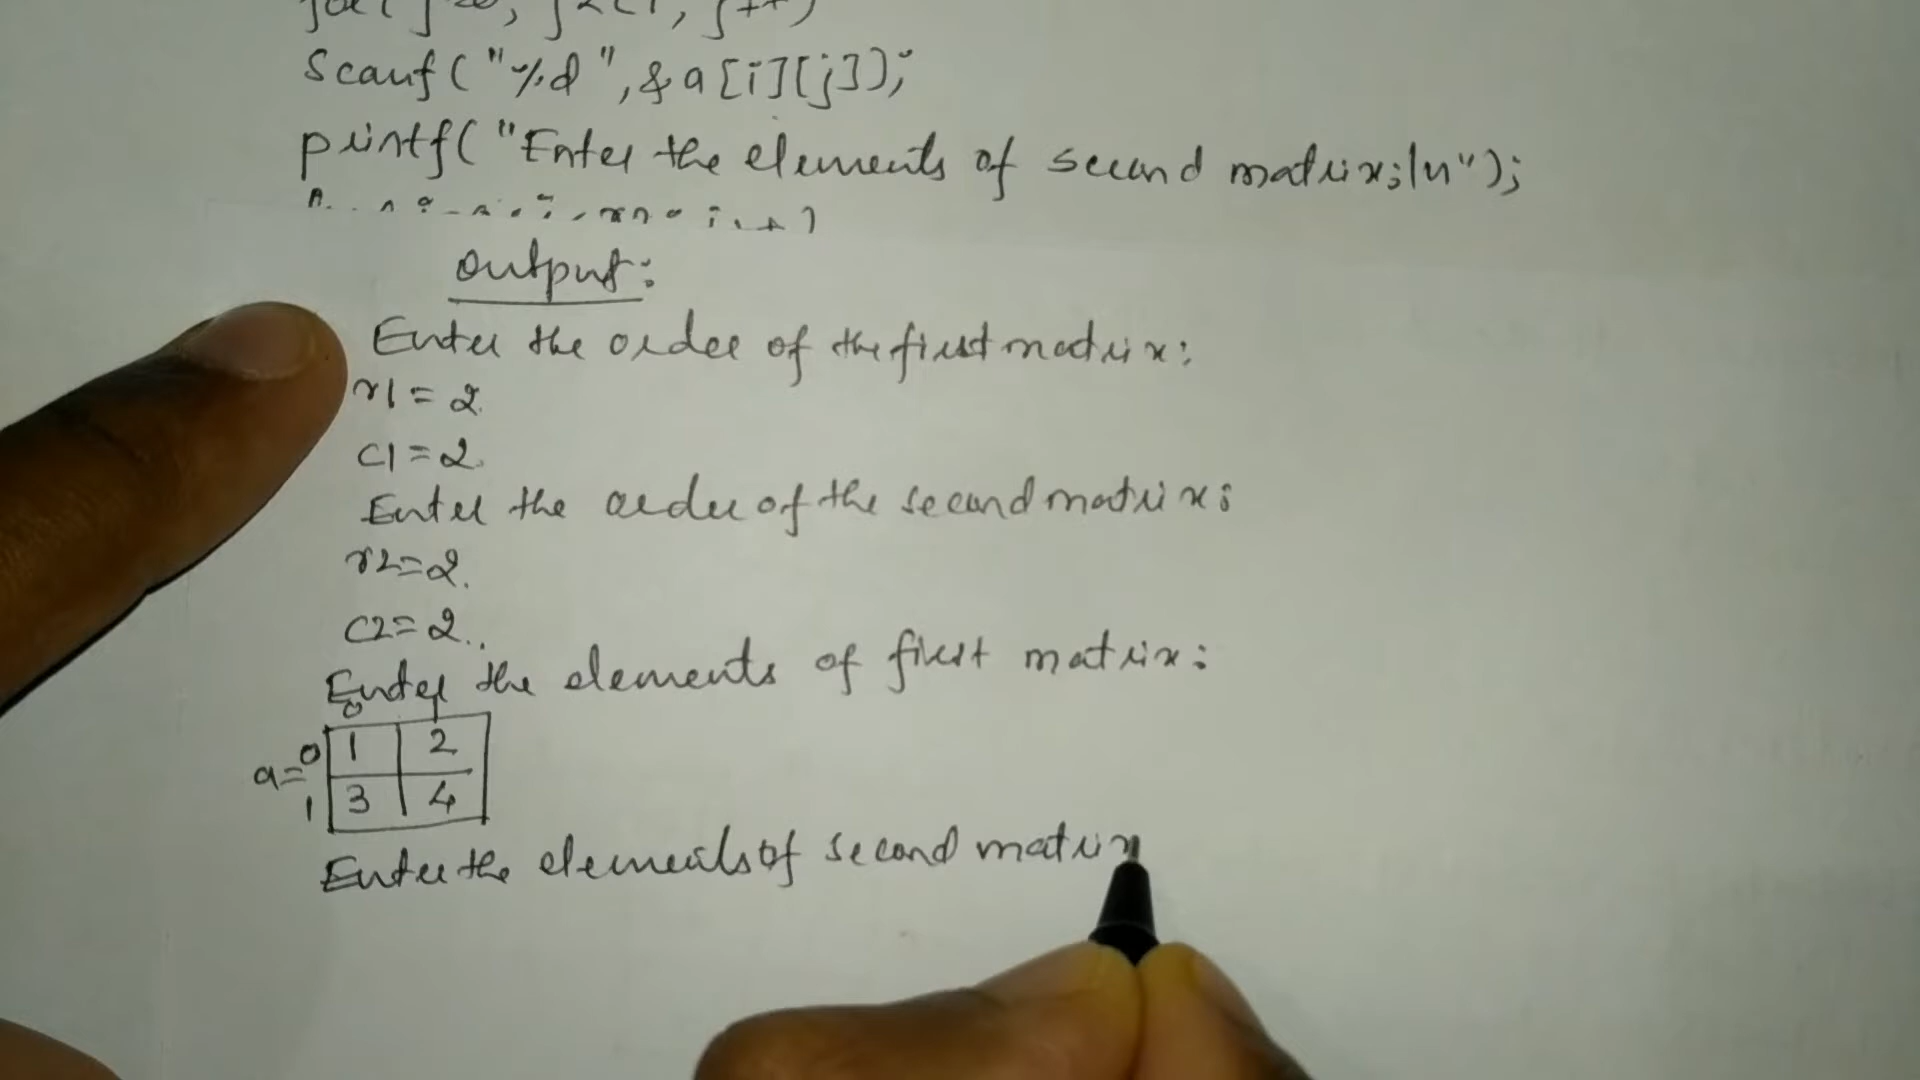 Scanf("%d",&a[i][j]);
printf("Enter the elements of second matrix;\n");
Output:
Enter the order of the first matrix:
r1=2
c1=2.
Enter the order of the second matrix:
r2=2.
c2=2.
Enter the elements of first matrix:
0 1
a= 0 1 2
1 3 4
Enter the elements of second matrix